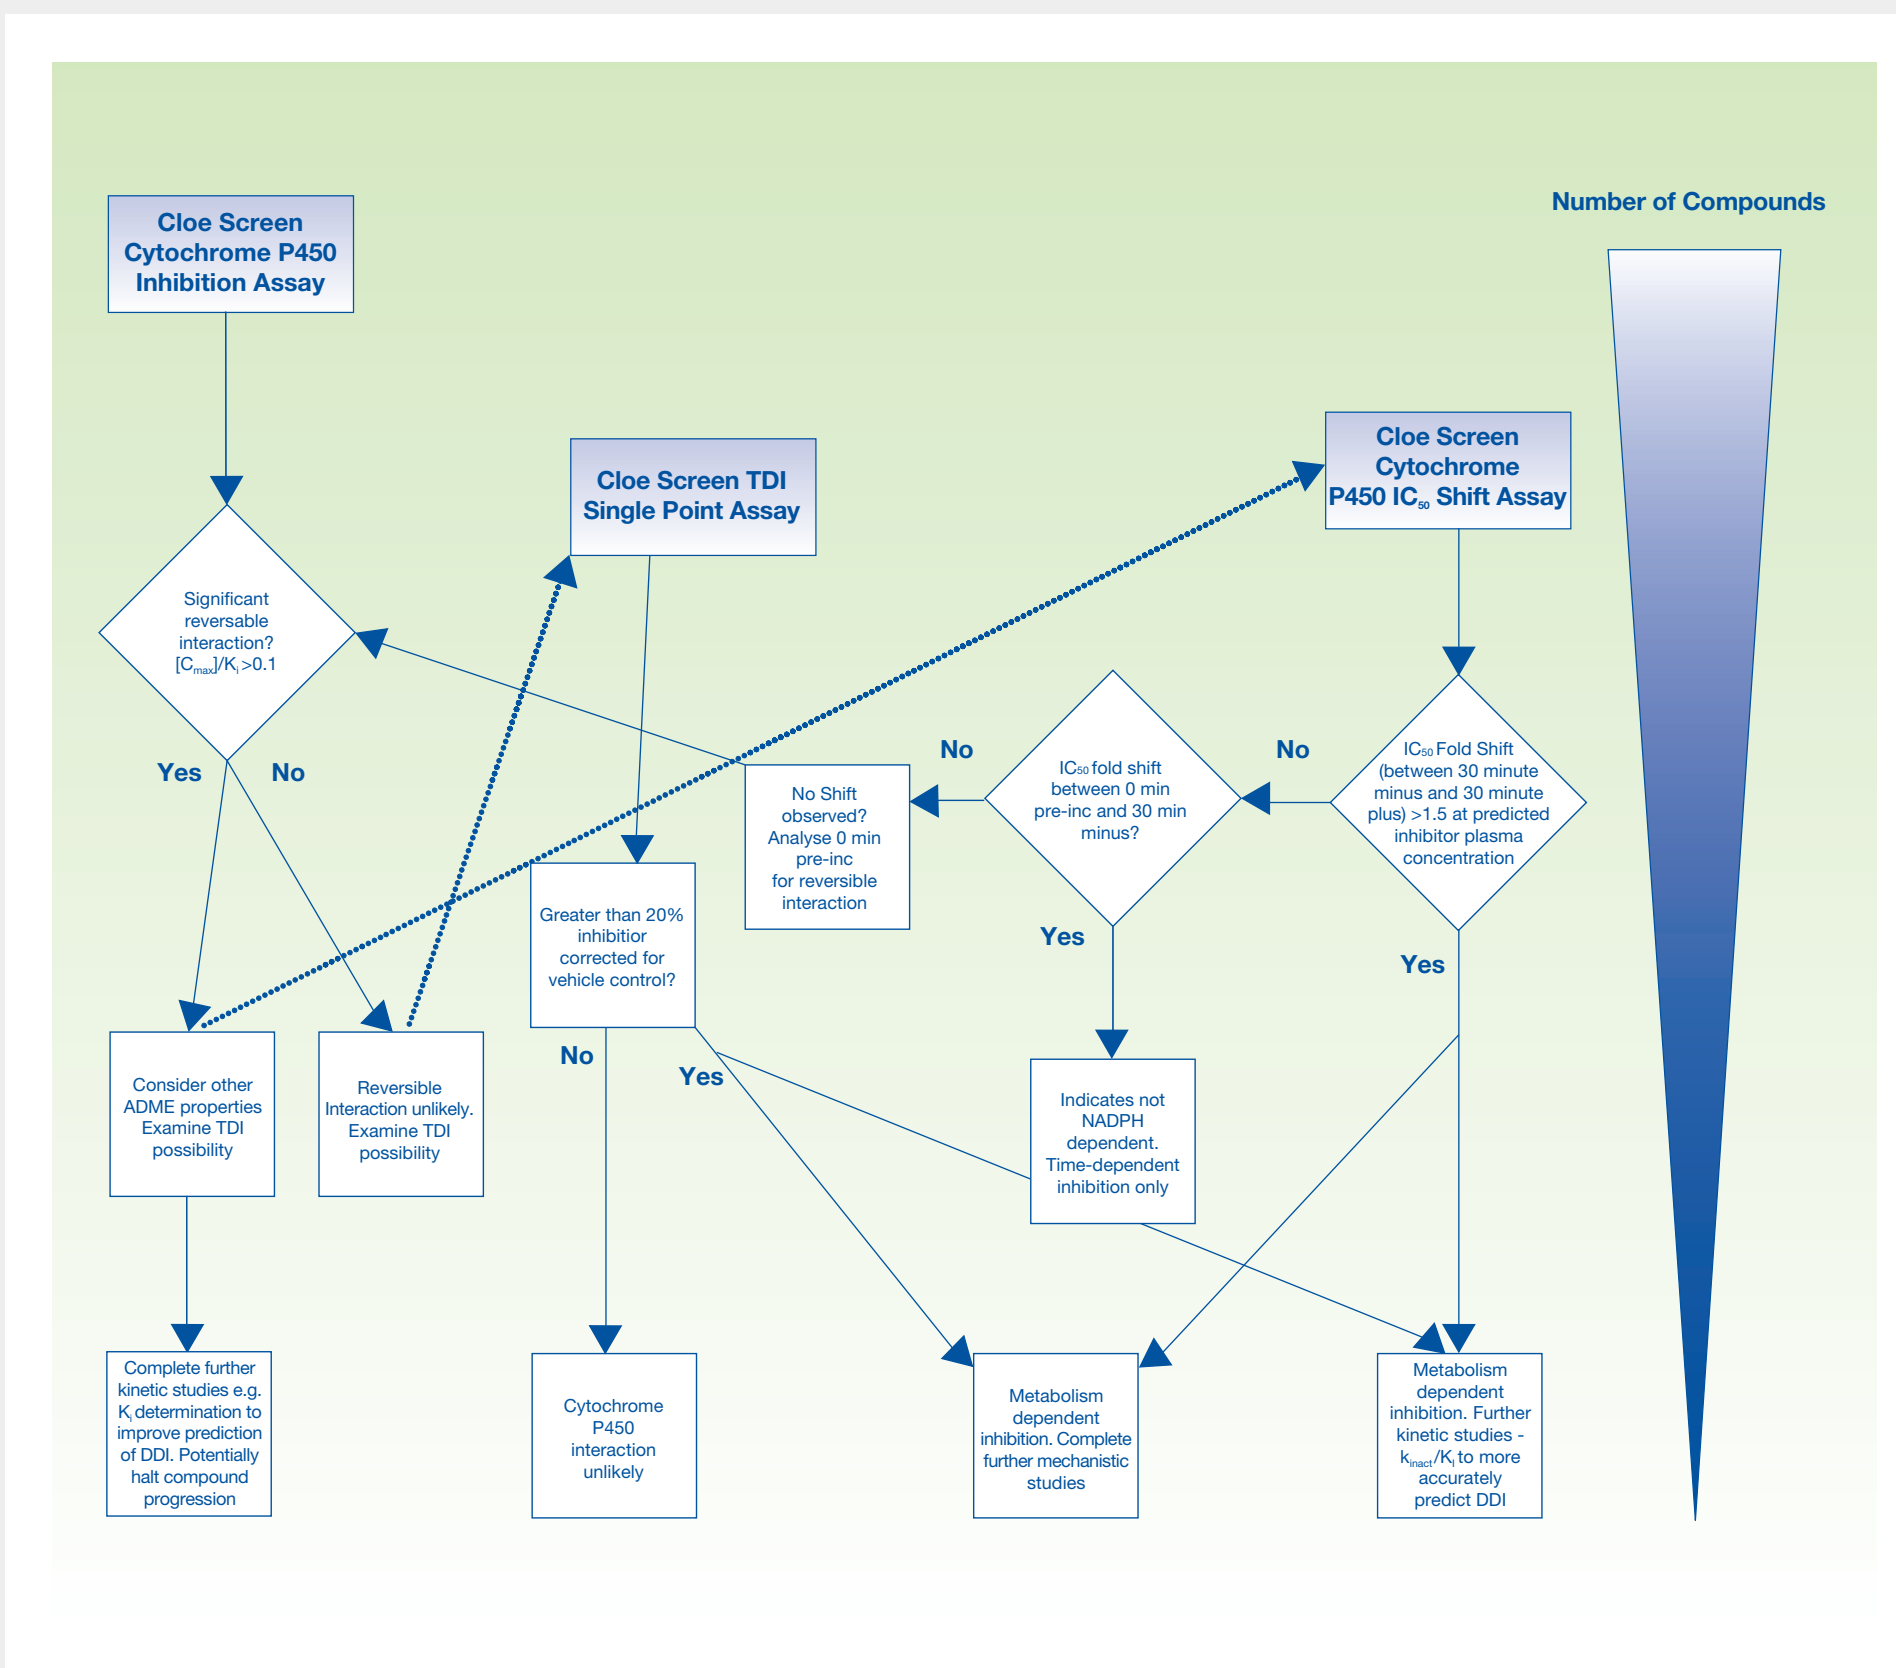 Number of Compounds
Cloe Screen
Cytochrome P450
Inhibition Assay
Cloe Screen TDI
Single Point Assay
Cloe Screen
Cytochrome
P450 IC50 Shift Assay
Significant
reversable
interaction?
[Cmax]/Ki >0.1
Yes
No
No Shift
observed?
Analyse 0 min
pre-inc
for reversible
interaction
No
IC50 fold shift
between 0 min
pre-inc and 30 min
minus?
No
IC50 Fold Shift
(between 30 minute
minus and 30 minute
plus) >1.5 at predicted
inhibitor plasma
concentration
Yes
Yes
Greater than 20%
inhibitior
corrected for
vehicle control?
No
Yes
Consider other
ADME properties
Examine TDI
possibility
Reversible
Interaction unlikely.
Examine TDI
possibility
Indicates not
NADPH
dependent.
Time-dependent
inhibition only
Complete further
kinetic studies e.g.
Ki determination to
improve prediction
of DDI. Potentially
halt compound
progression
Cytochrome
P450
interaction
unlikely
Metabolism
dependent
inhibition. Complete
further mechanistic
studies
Metabolism
dependent
inhibition. Further
kinetic studies -
kinact/KI to more
accurately
predict DDI